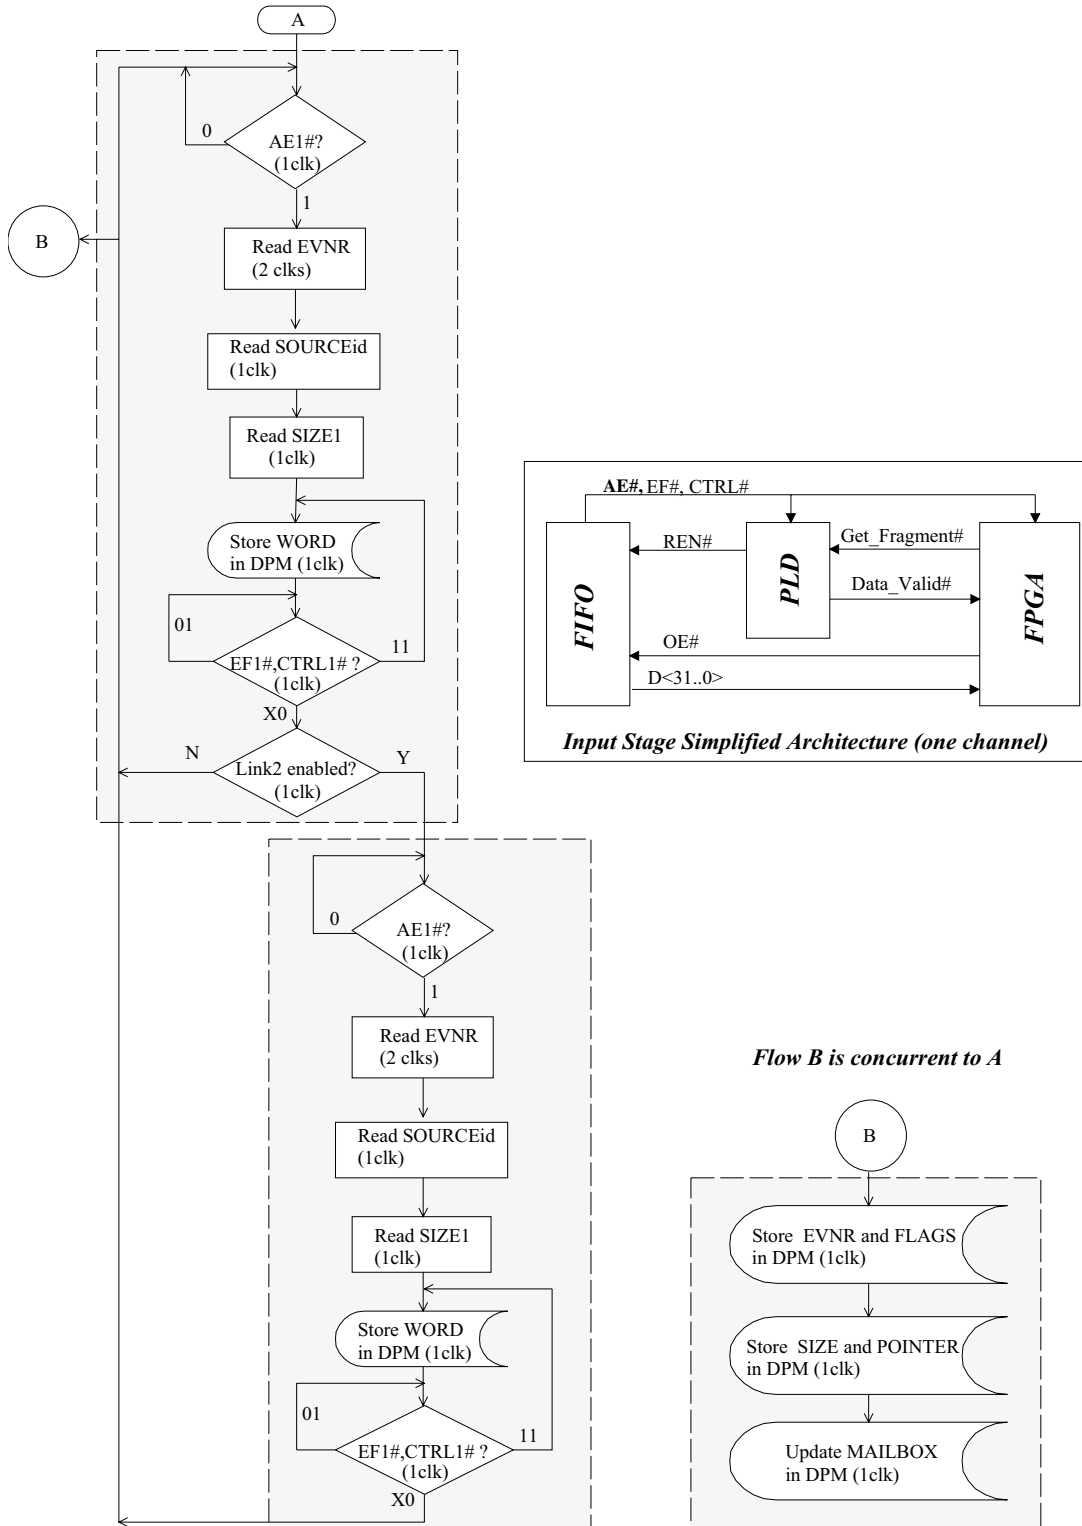 A
0
AE1#?
(1clk)
1
B
Read EVNR
(2 clks)
Read SOURCEid
(1clk)
Read SIZE1
(1clk)
Store WORD
in DPM (1clk)
01
11
EF1#,CTRL1# ?
(1clk)
X0
N
Link2 enabled?
(1clk)
Y
AE#, EF#, CTRL#
FIFO
REN#
PLD
Get_Fragment#
Data_Valid#
FPGA
OE#
D<31..0>
Input Stage Simplified Architecture (one channel)
0
AE1#?
(1clk)
1
Read EVNR
(2 clks)
Read SOURCEid
(1clk)
Read SIZE1
(1clk)
Store WORD
in DPM (1clk)
01
11
EF1#,CTRL1# ?
(1clk)
X0
Flow B is concurrent to A
B
Store EVNR and FLAGS
in DPM (1clk)
Store SIZE and POINTER
in DPM (1clk)
Update MAILBOX
in DPM (1clk)